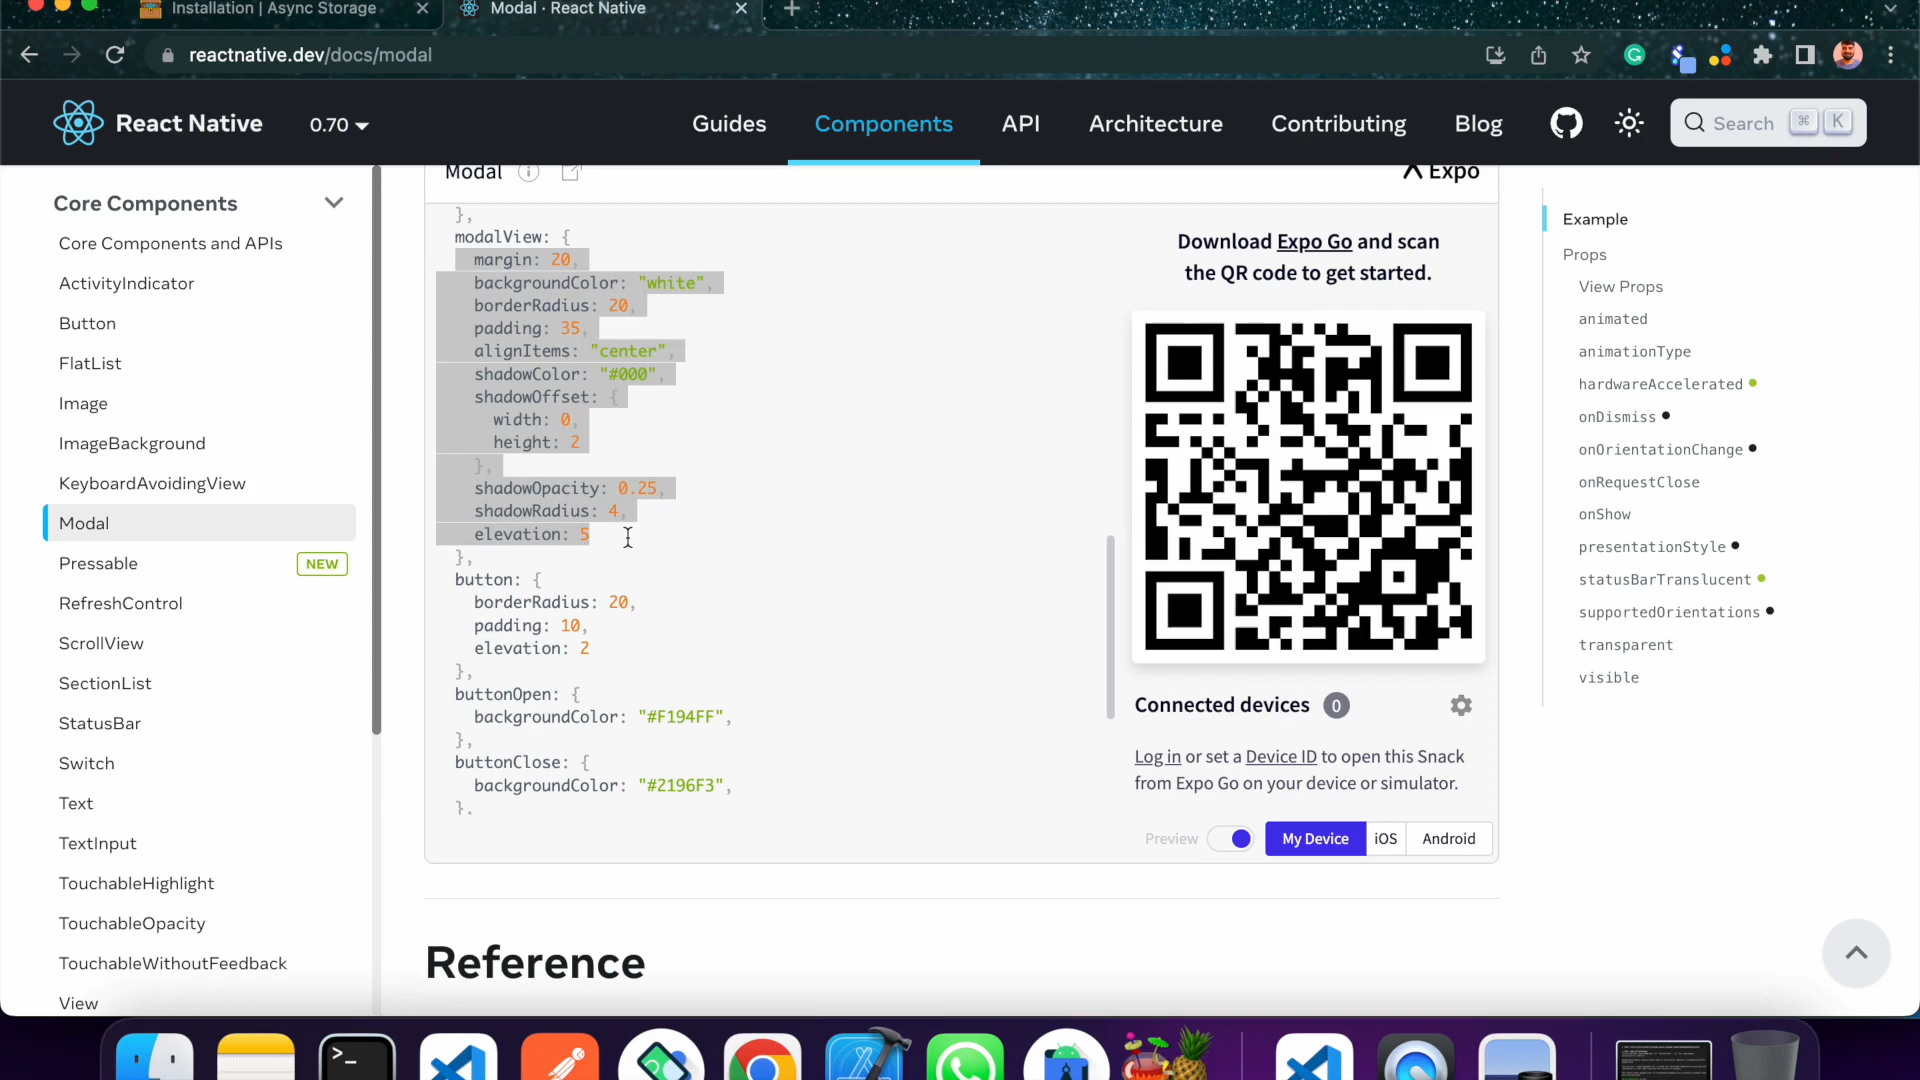 Installation | Async Storage
Modal · React Native
reactnative.dev/docs/modal
React Native
0.70
Guides
Components
API
Architecture
Contributing
Blog
Search
⌘
K
Core Components
Core Components and APIs
ActivityIndicator
Button
FlatList
Image
ImageBackground
KeyboardAvoidingView
Modal
Pressable
NEW
RefreshControl
ScrollView
SectionList
StatusBar
Switch
Text
TextInput
TouchableHighlight
TouchableOpacity
TouchableWithoutFeedback
View
Modal
Expo
},
modalView: {
margin: 20,
backgroundColor: "white",
borderRadius: 20,
padding: 35,
alignItems: "center",
shadowColor: "#000",
shadowOffset: {
width: 0,
height: 2
},
shadowOpacity: 0.25,
shadowRadius: 4,
elevation: 5
},
button: {
borderRadius: 20,
padding: 10,
elevation: 2
},
buttonOpen: {
backgroundColor: "#F194FF",
},
buttonClose: {
backgroundColor: "#2196F3",
},
Download Expo Go and scan
the QR code to get started.
Connected devices 0
Log in or set a Device ID to open this Snack
from Expo Go on your device or simulator.
Preview
My Device
iOS
Android
Reference
Example
Props
View Props
animated
animationType
hardwareAccelerated
onDismiss
onOrientationChange
onRequestClose
onShow
presentationStyle
statusBarTranslucent
supportedOrientations
transparent
visible